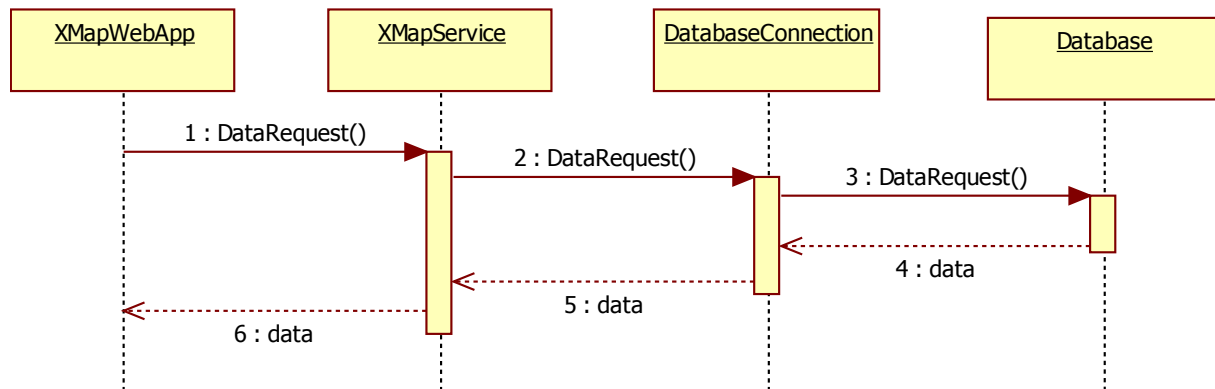 XMapWebApp
XMapService
DatabaseConnection
Database
1 : DataRequest()
2 : DataRequest()
3 : DataRequest()
4 : data
5 : data
6 : data